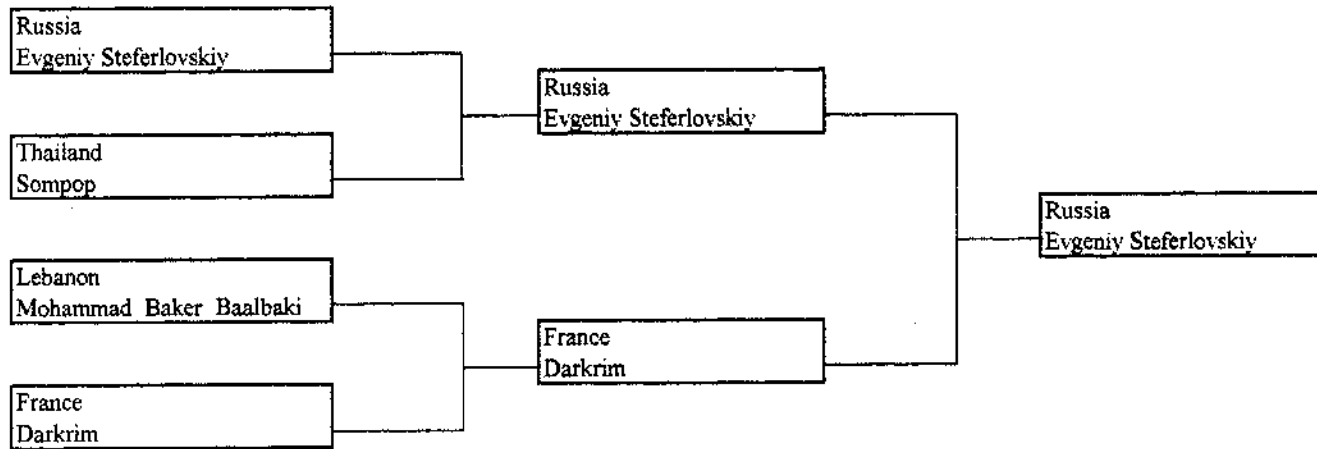 Russia
Evgeniy Steferlovskiy
Thailand
Sompop
Lebanon
Mohammad Baker Baalbaki
France
Darkrim
Russia
Evgeniy Steferlovskiy
France
Darkrim
Russia
Evgeniy Steferlovskiy